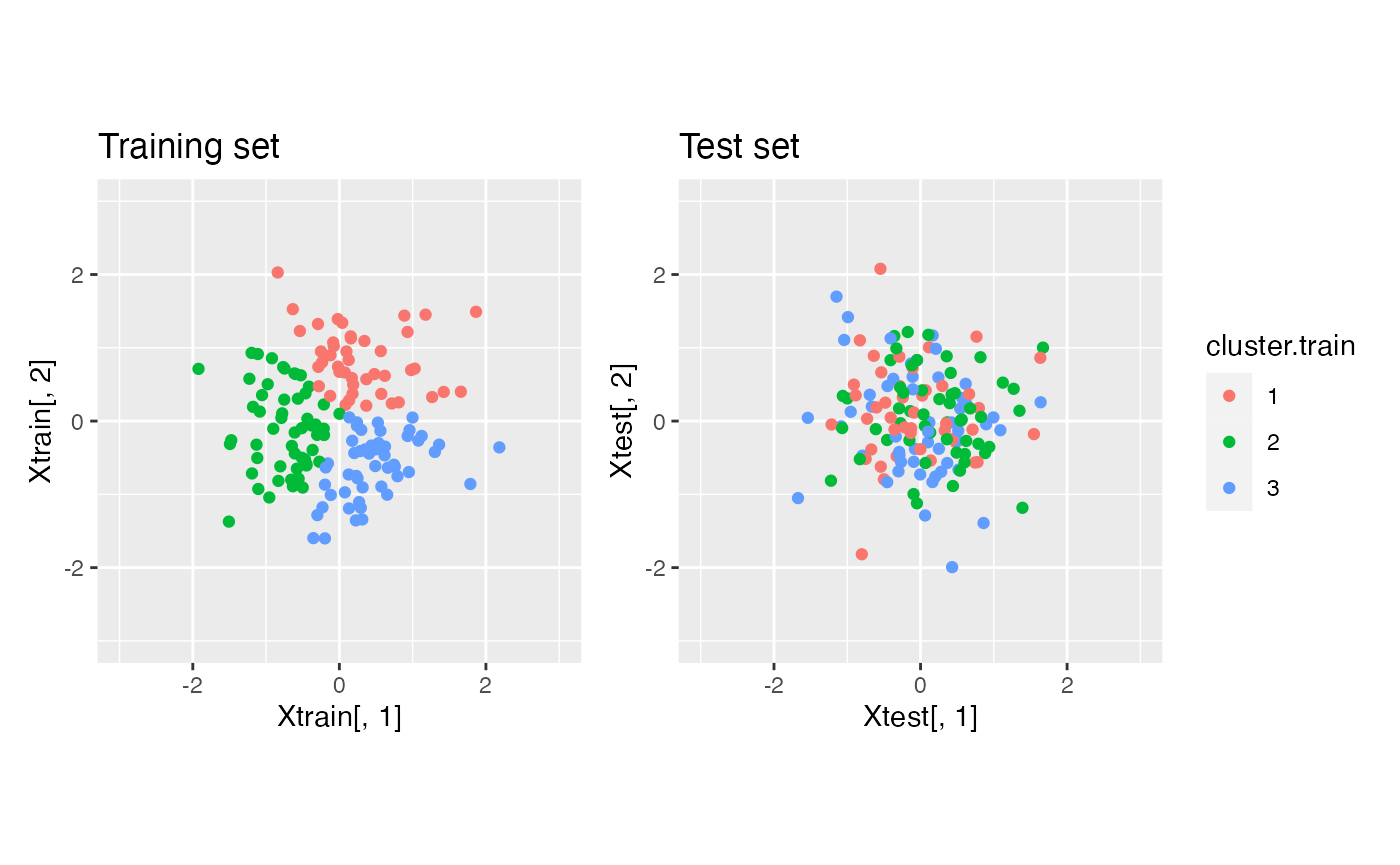 Training set
Xtrain[, 2]
2
0
-2
-2 0 2
Xtrain[, 1]
Test set
Xtest[, 2]
2
0
-2
-2 0 2
Xtest[, 1]
cluster.train
1
2
3